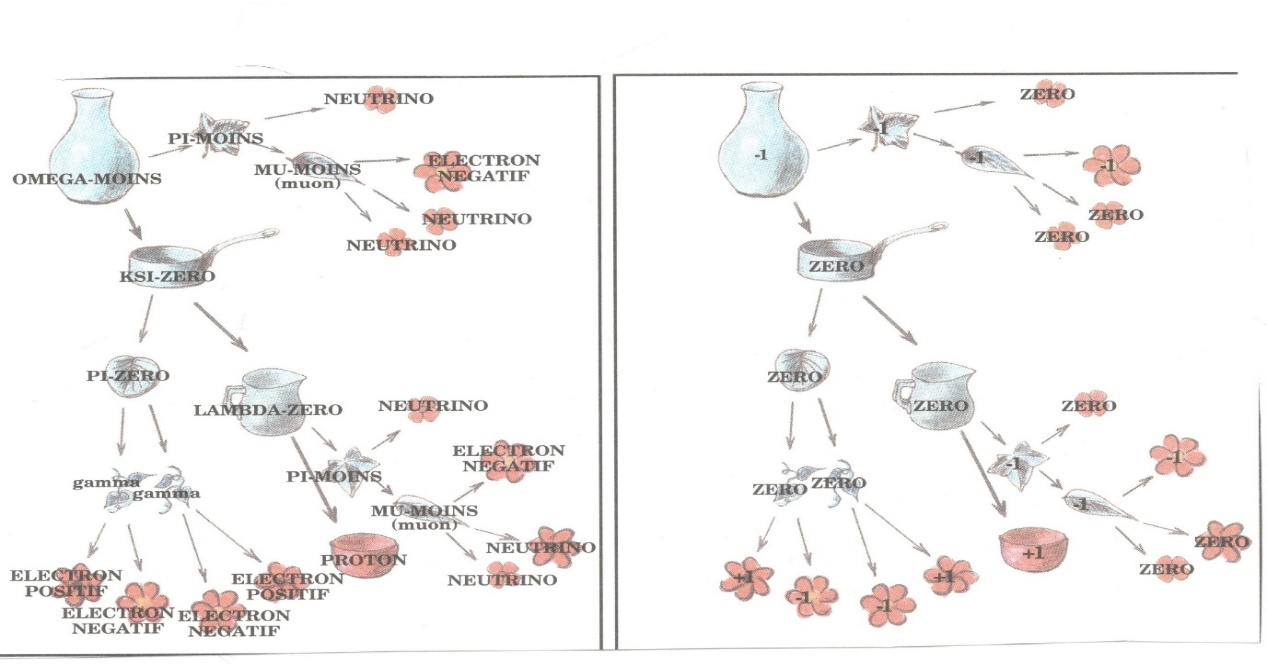 NEUTRINO
PI-MOINS
OMEGA-MOINS
MU-MOINS
(muon)
ELECTRON
NEGATIF
NEUTRINO
NEUTRINO
KSI-ZERO
PI-ZERO
LAMBDA-ZERO
NEUTRINO
ELECTRON
NEGATIF
PI-MOINS
gamma
gamma
MU-MOINS
(muon)
NEUTRINO
PROTON
NEUTRINO
ELECTRON
POSITIF
ELECTRON
NEGATIF
ELECTRON
NEGATIF
ELECTRON
POSITIF
ZERO
-1
-1
-1
-1
ZERO
ZERO
ZERO
ZERO
ZERO
ZERO
-1
-1
ZERO
ZERO
-1
ZERO
ZERO
+1
+1
-1
-1
+1